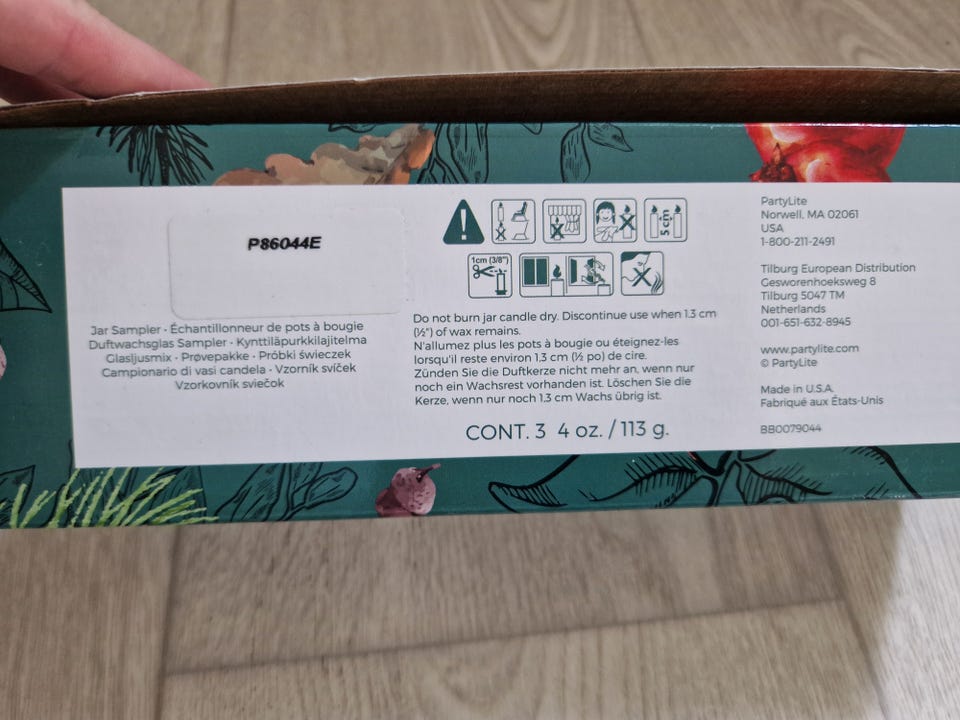 P86044E
Jar Sampler · Échantillonneur de pots à bougie
Duftwachsglas Sampler · Kynttiläpurkkilajitelma
Glasljusmix · Prøvepakke · Próbki świeczek
Campionario di vasi candela · Vzorník svíček
Vzorkovník sviečok
5 cm
1cm (3/8")
Do not burn jar candle dry. Discontinue use when 1.3 cm
(½") of wax remains.
N'allumez plus les pots à bougie ou éteignez-les
lorsqu'il reste environ 1.3 cm (½ po) de cire.
Zünden Sie die Duftkerze nicht mehr an, wenn nur
noch ein Wachsrest vorhanden ist. Löschen Sie die
Kerze, wenn nur noch 1.3 cm Wachs übrig ist.
CONT. 3 4 oz. / 113 g.
PartyLite
Norwell, MA 02061
USA
1-800-211-2491
Tilburg European Distribution
Gesworenhoeksweg 8
Tilburg 5047 TM
Netherlands
001-651-632-8945
www.partylite.com
© PartyLite
Made in U.S.A.
Fabriqué aux États-Unis
BB0079044